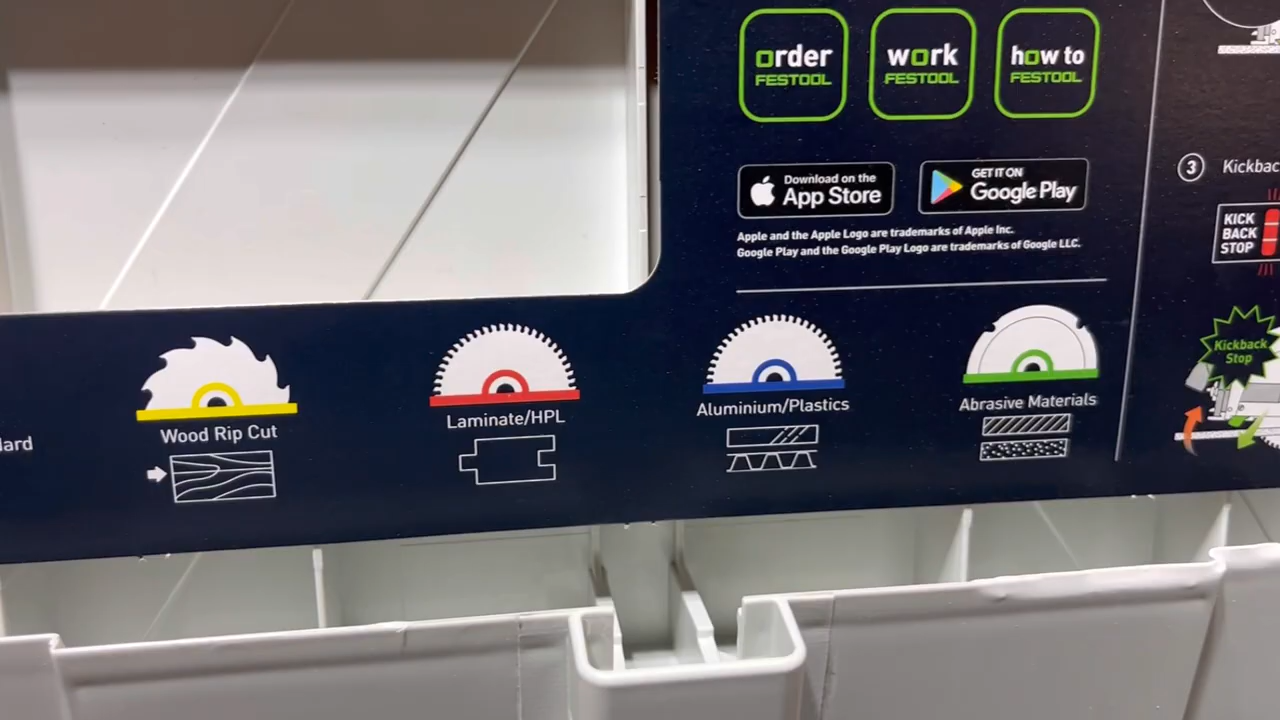 order
FESTOOL
work
FESTOOL
how to
FESTOOL
Download on the
App Store
GET IT ON
Google Play
Apple and the Apple Logo are trademarks of Apple Inc.
Google Play and the Google Play Logo are trademarks of Google LLC.
Wood Rip Cut
Laminate/HPL
Aluminium/Plastics
Abrasive Materials
3
KICK
BACK
STOP
Kickback
Stop